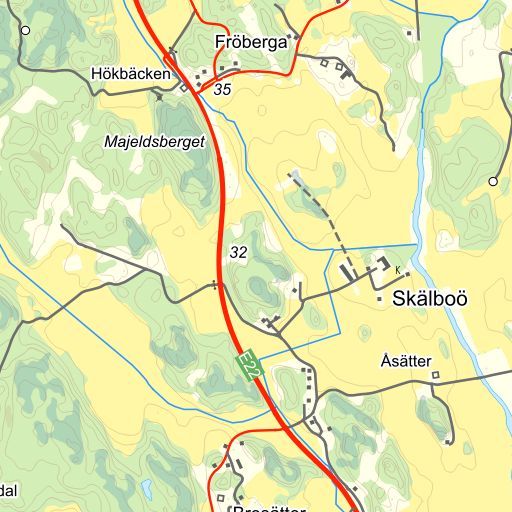 Fröberga
Hökbäcken
35
Majeldsberget
32
K
Skälboö
E22
Åsätter
dal